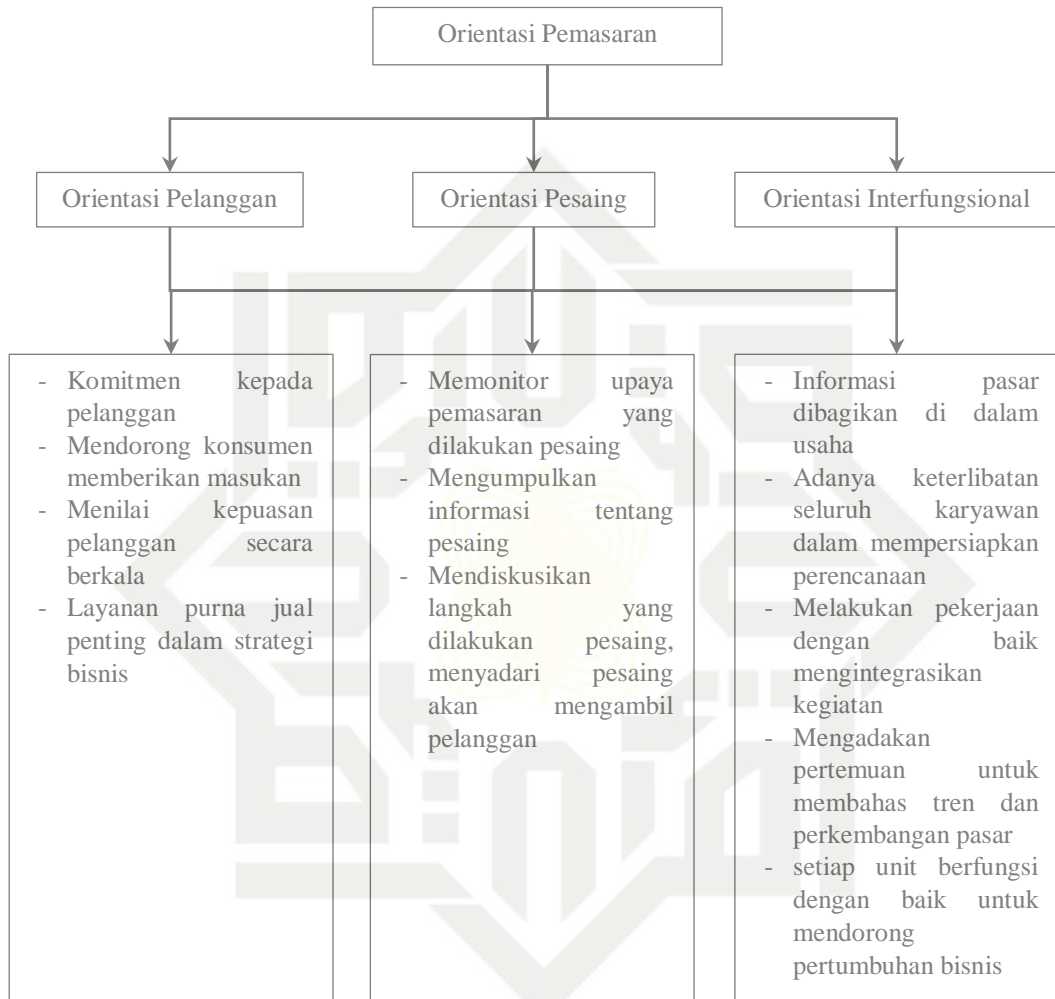 Orientasi Pemasaran
Orientasi Pelanggan
Orientasi Pesaing
Orientasi Interfungsional
- Komitmen kepada
pelanggan
- Mendorong konsumen
memberikan masukan
- Menilai kepuasan
pelanggan secara
berkala
- Layanan purna jual
penting dalam strategi
bisnis
- Memonitor upaya
pemasaran yang
dilakukan pesaing
- Mengumpulkan
informasi tentang
pesaing
- Mendiskusikan
langkah yang
dilakukan pesaing,
menyadari pesaing
akan mengambil
pelanggan
- Informasi pasar
dibagikan di dalam
usaha
- Adanya keterlibatan
seluruh karyawan
dalam mempersiapkan
perencanaan
- Melakukan pekerjaan
dengan baik
mengintegrasikan
kegiatan
- Mengadakan
pertemuan untuk
membahas tren dan
perkembangan pasar
- setiap unit berfungsi
dengan baik untuk
mendorong
pertumbuhan bisnis